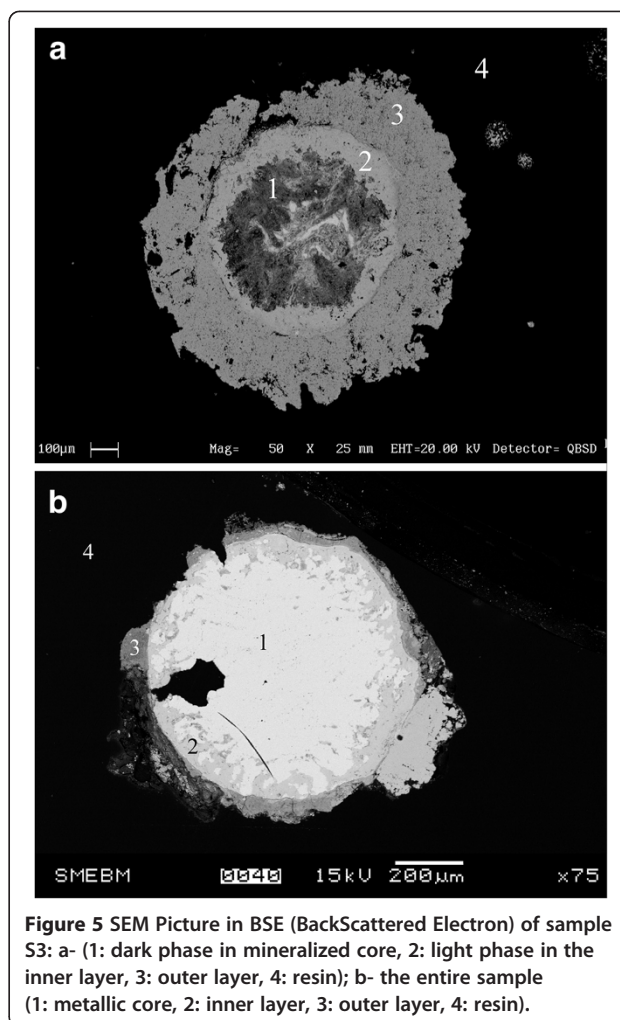 a
4
3
2
1
100µm Mag= 50 X 25 mm EHT=20.00 kV Detector= QBSD
b
4
1
3
2
SMEBM 0040 15kV 200µm x75
Figure 5 SEM Picture in BSE (BackScattered Electron) of sample
S3: a- (1: dark phase in mineralized core, 2: light phase in the
inner layer, 3: outer layer, 4: resin); b- the entire sample
(1: metallic core, 2: inner layer, 3: outer layer, 4: resin).